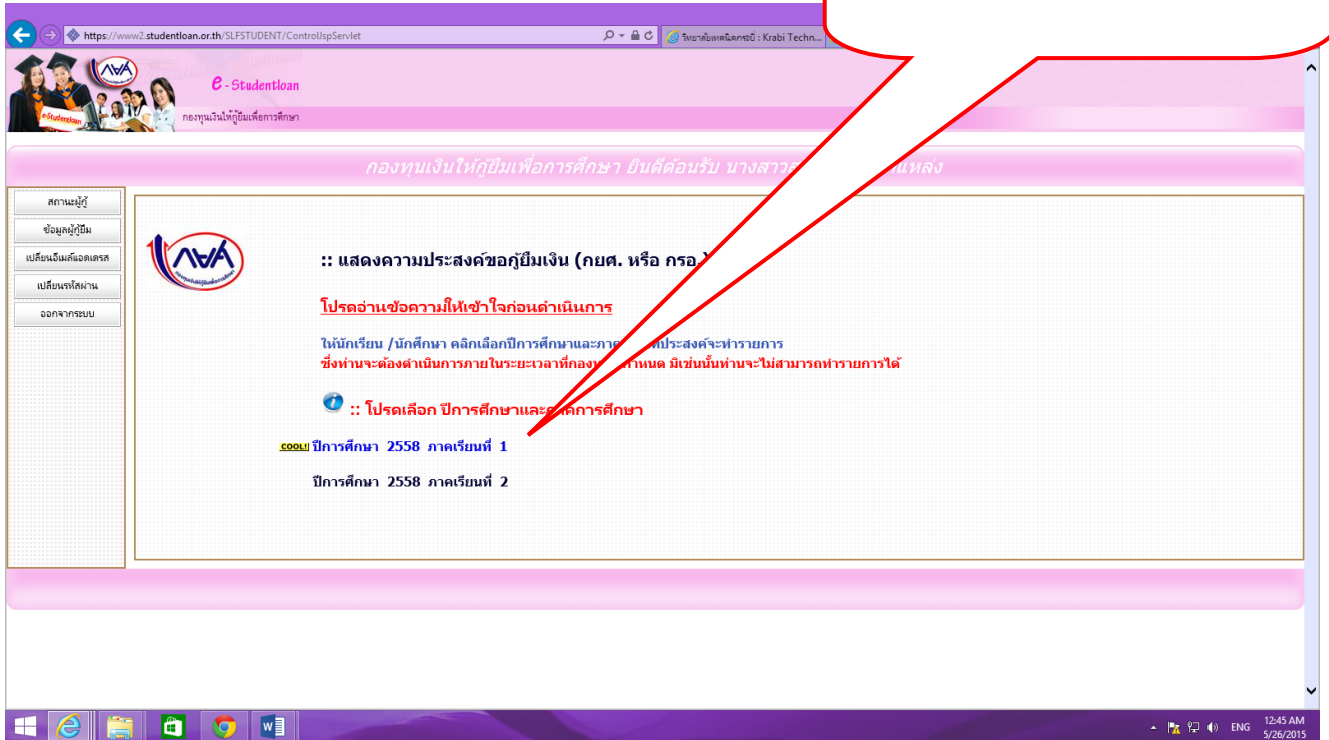 https://www2.studentloan.or.th/SLFSTUDENT/ControlUspServlet
วิทยาลัยเทคนิคกระบี่ : Krabi Techn...
e-Studentloan
กองทุนเงินให้กู้ยืมเพื่อการศึกษา
กองทุนเงินให้กู้ยืมเพื่อการศึกษา ยินดีต้อนรับ นางสาว
สถานะผู้กู้
ข้อมูลผู้กู้ยืม
เปลี่ยนอีเมล์แอดเดรส
เปลี่ยนรหัสผ่าน
ออกจากระบบ
กยศ
:: แสดงความประสงค์ขอกู้ยืมเงิน (กยศ. หรือ กรอ.)
โปรดอ่านข้อความให้เข้าใจก่อนดำเนินการ
ให้นักเรียน /นักศึกษา คลิกเลือกปีการศึกษาและภาค ที่ประสงค์จะทำรายการ
ซึ่งท่านจะต้องดำเนินการภายในระยะเวลาที่กองทุน กำหนด มิเช่นนั้นท่านจะไม่สามารถทำรายการได้
:: โปรดเลือก ปีการศึกษาและภาคการศึกษา
COOL!! ปีการศึกษา 2558 ภาคเรียนที่ 1
ปีการศึกษา 2558 ภาคเรียนที่ 2
ENG
12:45 AM
5/26/2015